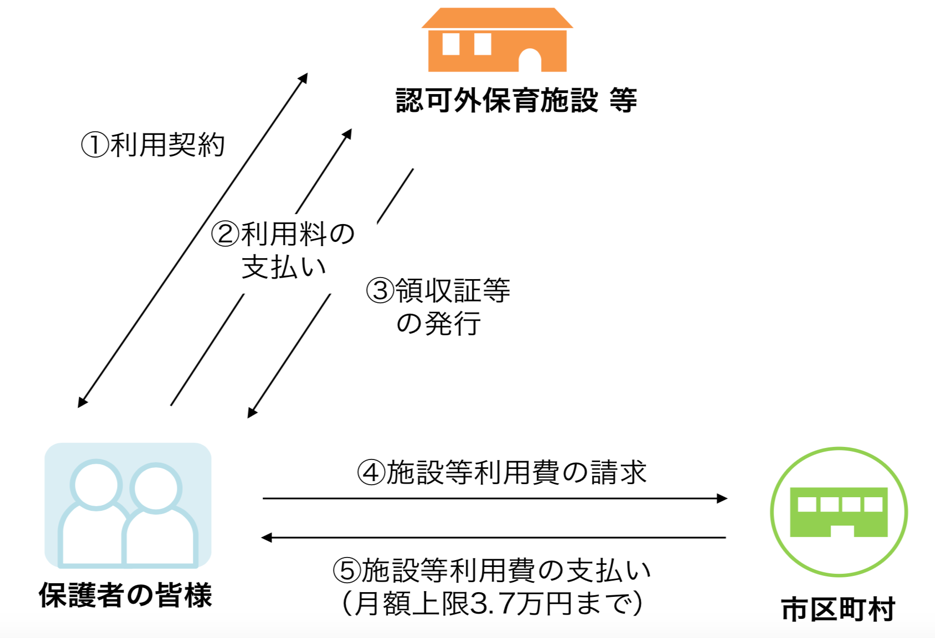 認可外保育施設 等
①利用契約
②利用料の
支払い
③領収証等
の発行
④施設等利用費の請求
⑤施設等利用費の支払い
（月額上限3.7万円まで）
保護者の皆様
市区町村